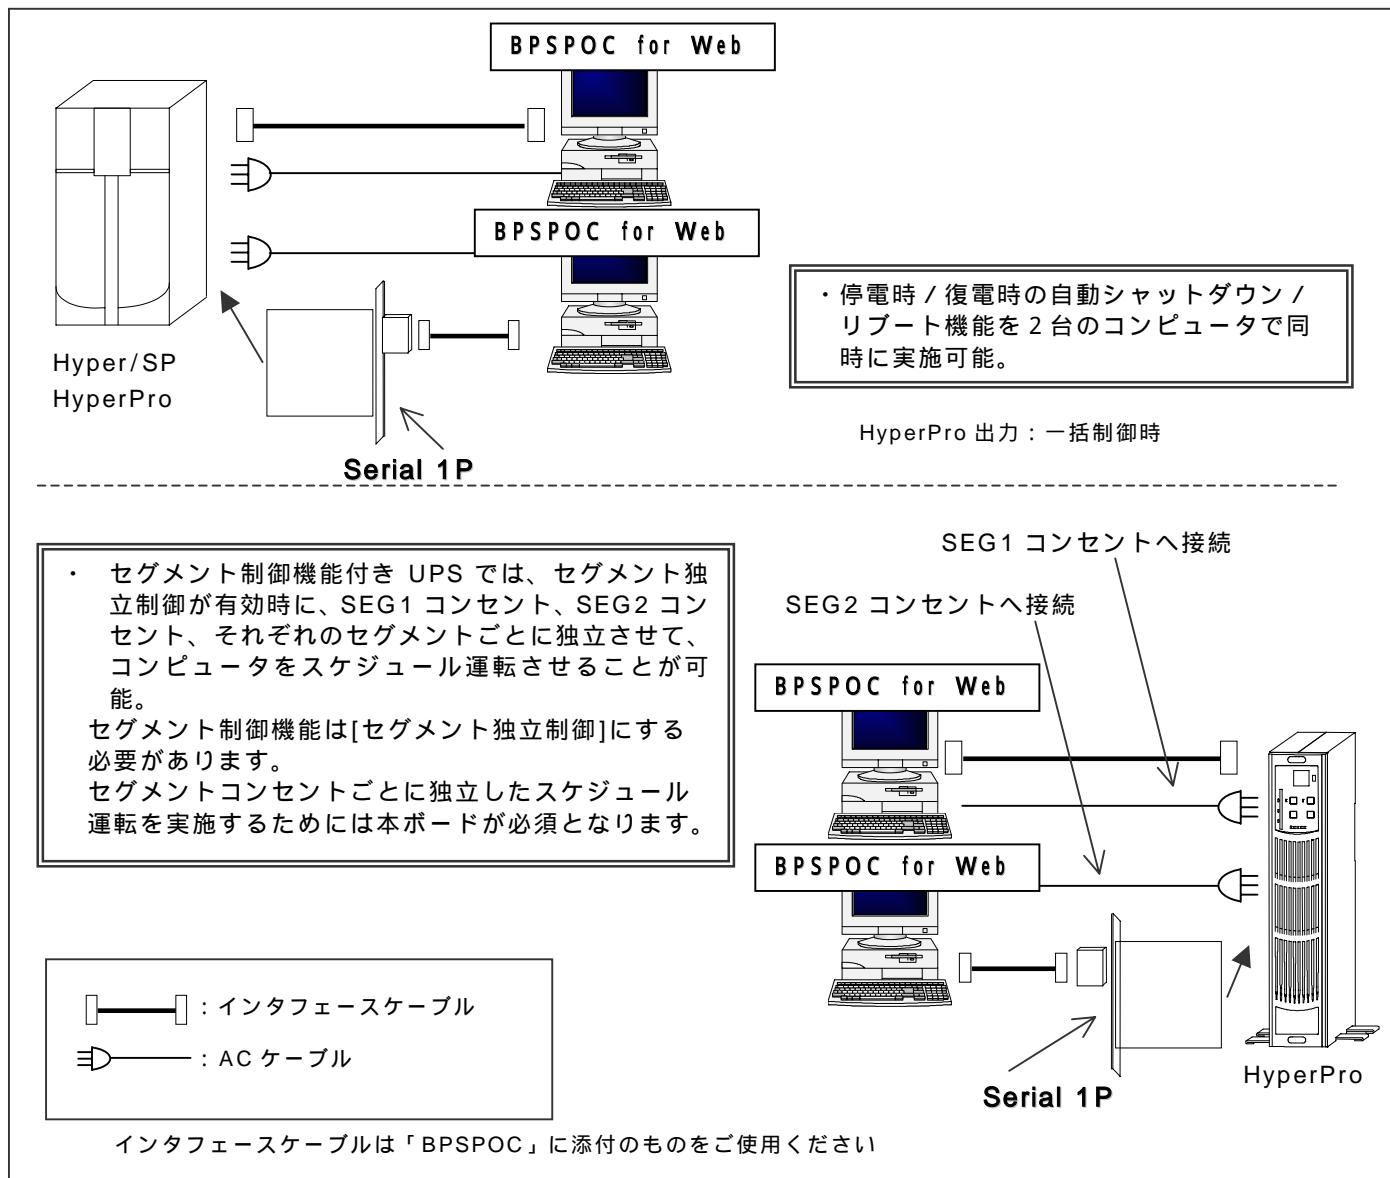 BPSPOC for Web
BPSPOC for Web
Hyper/SP
HyperPro
Serial 1P
・停電時/復電時の自動シャットダウン/
リブート機能を2台のコンピュータで同
時に実施可能。
HyperPro 出力:一括制御時
・ セグメント制御機能付き UPS では、セグメント独
立制御が有効時に、SEG1 コンセント、SEG2 コン
セント、それぞれのセグメントごとに独立させて、
コンピュータをスケジュール運転させることが可
能。
セグメント制御機能は[セグメント独立制御]にする
必要があります。
セグメントコンセントごとに独立したスケジュール
運転を実施するためには本ボードが必須となります。
SEG1 コンセントへ接続
SEG2 コンセントへ接続
BPSPOC for Web
BPSPOC for Web
Serial 1P
HyperPro
:インタフェースケーブル
:AC ケーブル
インタフェースケーブルは「BPSPOC」に添付のものをご使用ください